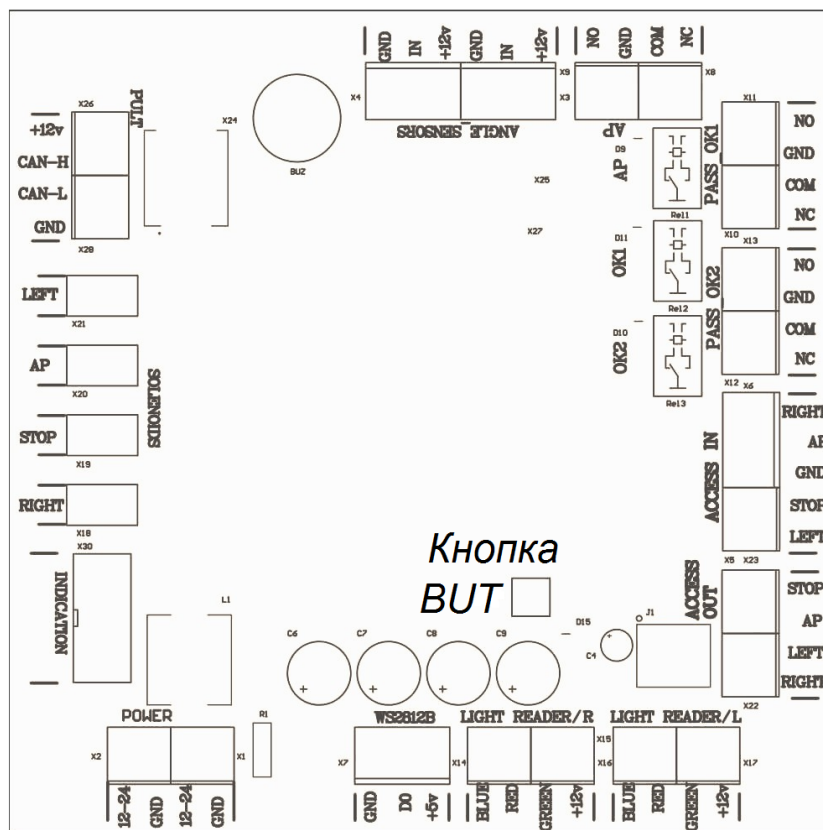 GND IN +12v GND IN +12v
NO GND COM NC
X4
X9
X3
X8
ANGLE_SENSORS
AP
BUZ
X26
PULT
X24
+12v
CAN-H
CAN-L
GND
X28
X25
X27
D9
AP
Rel1
D11
OK1
Rel2
D10
OK2
Rel3
X11
PASS_OK1
NO
GND
COM
NC
X10
X13
PASS_OK2
NO
GND
COM
NC
X12
X6
ACCESS IN
RIGHT
AP
GND
STOP
LEFT
X5
X23
ACCESS OUT
STOP
AP
LEFT
RIGHT
X22
LEFT
X21
AP
X20
STOP
X19
RIGHT
X18
SOLENOIDS
X30
INDICATION
L1
Кнопка
BUT
C6
C7
C8
C9
D15
C4
J1
POWER
X2
X1
R1
12-24 GND 12-24 GND
WS2812B
X7
GND DO +5v
LIGHT READER/R
X14
X15
X16
BLUE RED GREEN +12v
LIGHT READER/L
X17
BLUE RED GREEN +12v